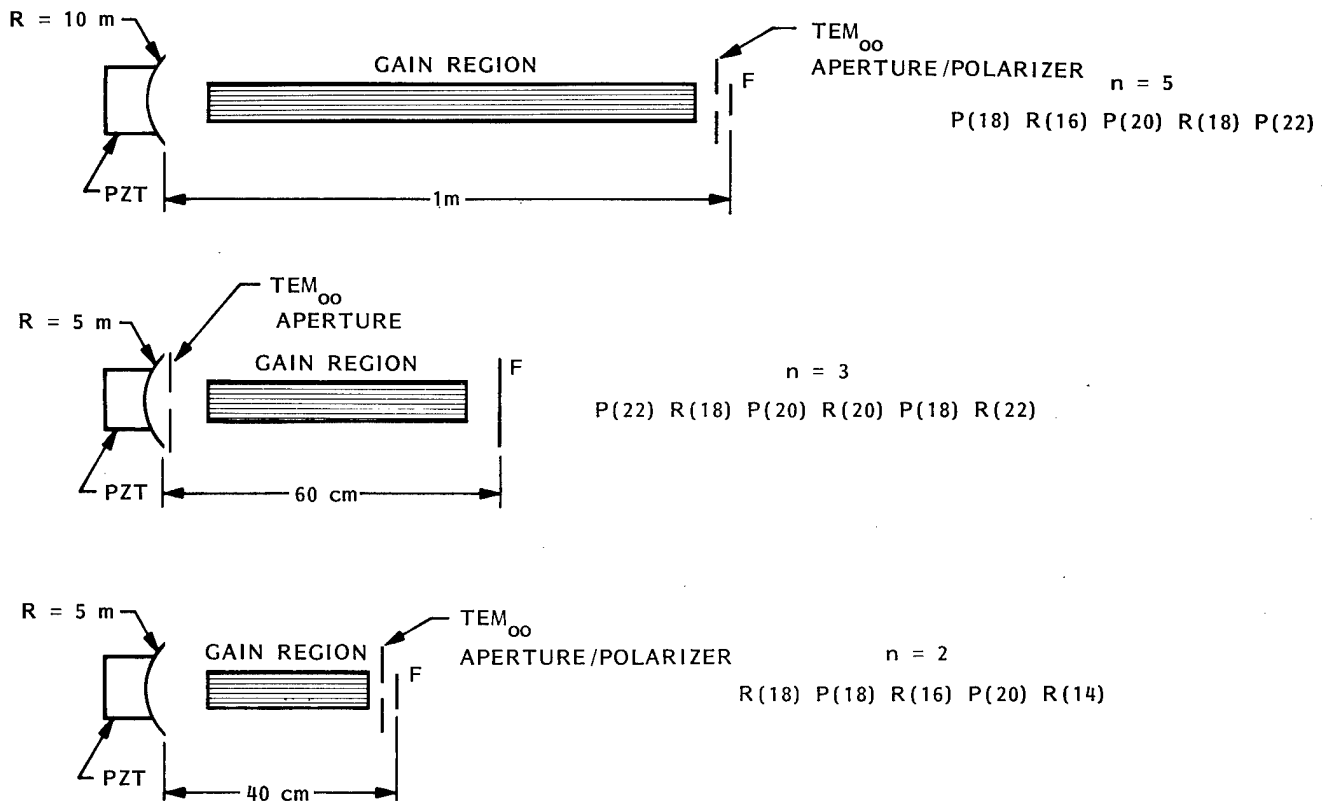 R = 10 m
GAIN REGION
TEM₀₀
APERTURE/POLARIZER
F
n = 5
P(18) R(16) P(20) R(18) P(22)
PZT
1m
TEM₀₀
APERTURE
R = 5 m
GAIN REGION
F
n = 3
P(22) R(18) P(20) R(20) P(18) R(22)
PZT
60 cm
R = 5 m
GAIN REGION
TEM₀₀
APERTURE/POLARIZER
F
n = 2
R(18) P(18) R(16) P(20) R(14)
PZT
40 cm